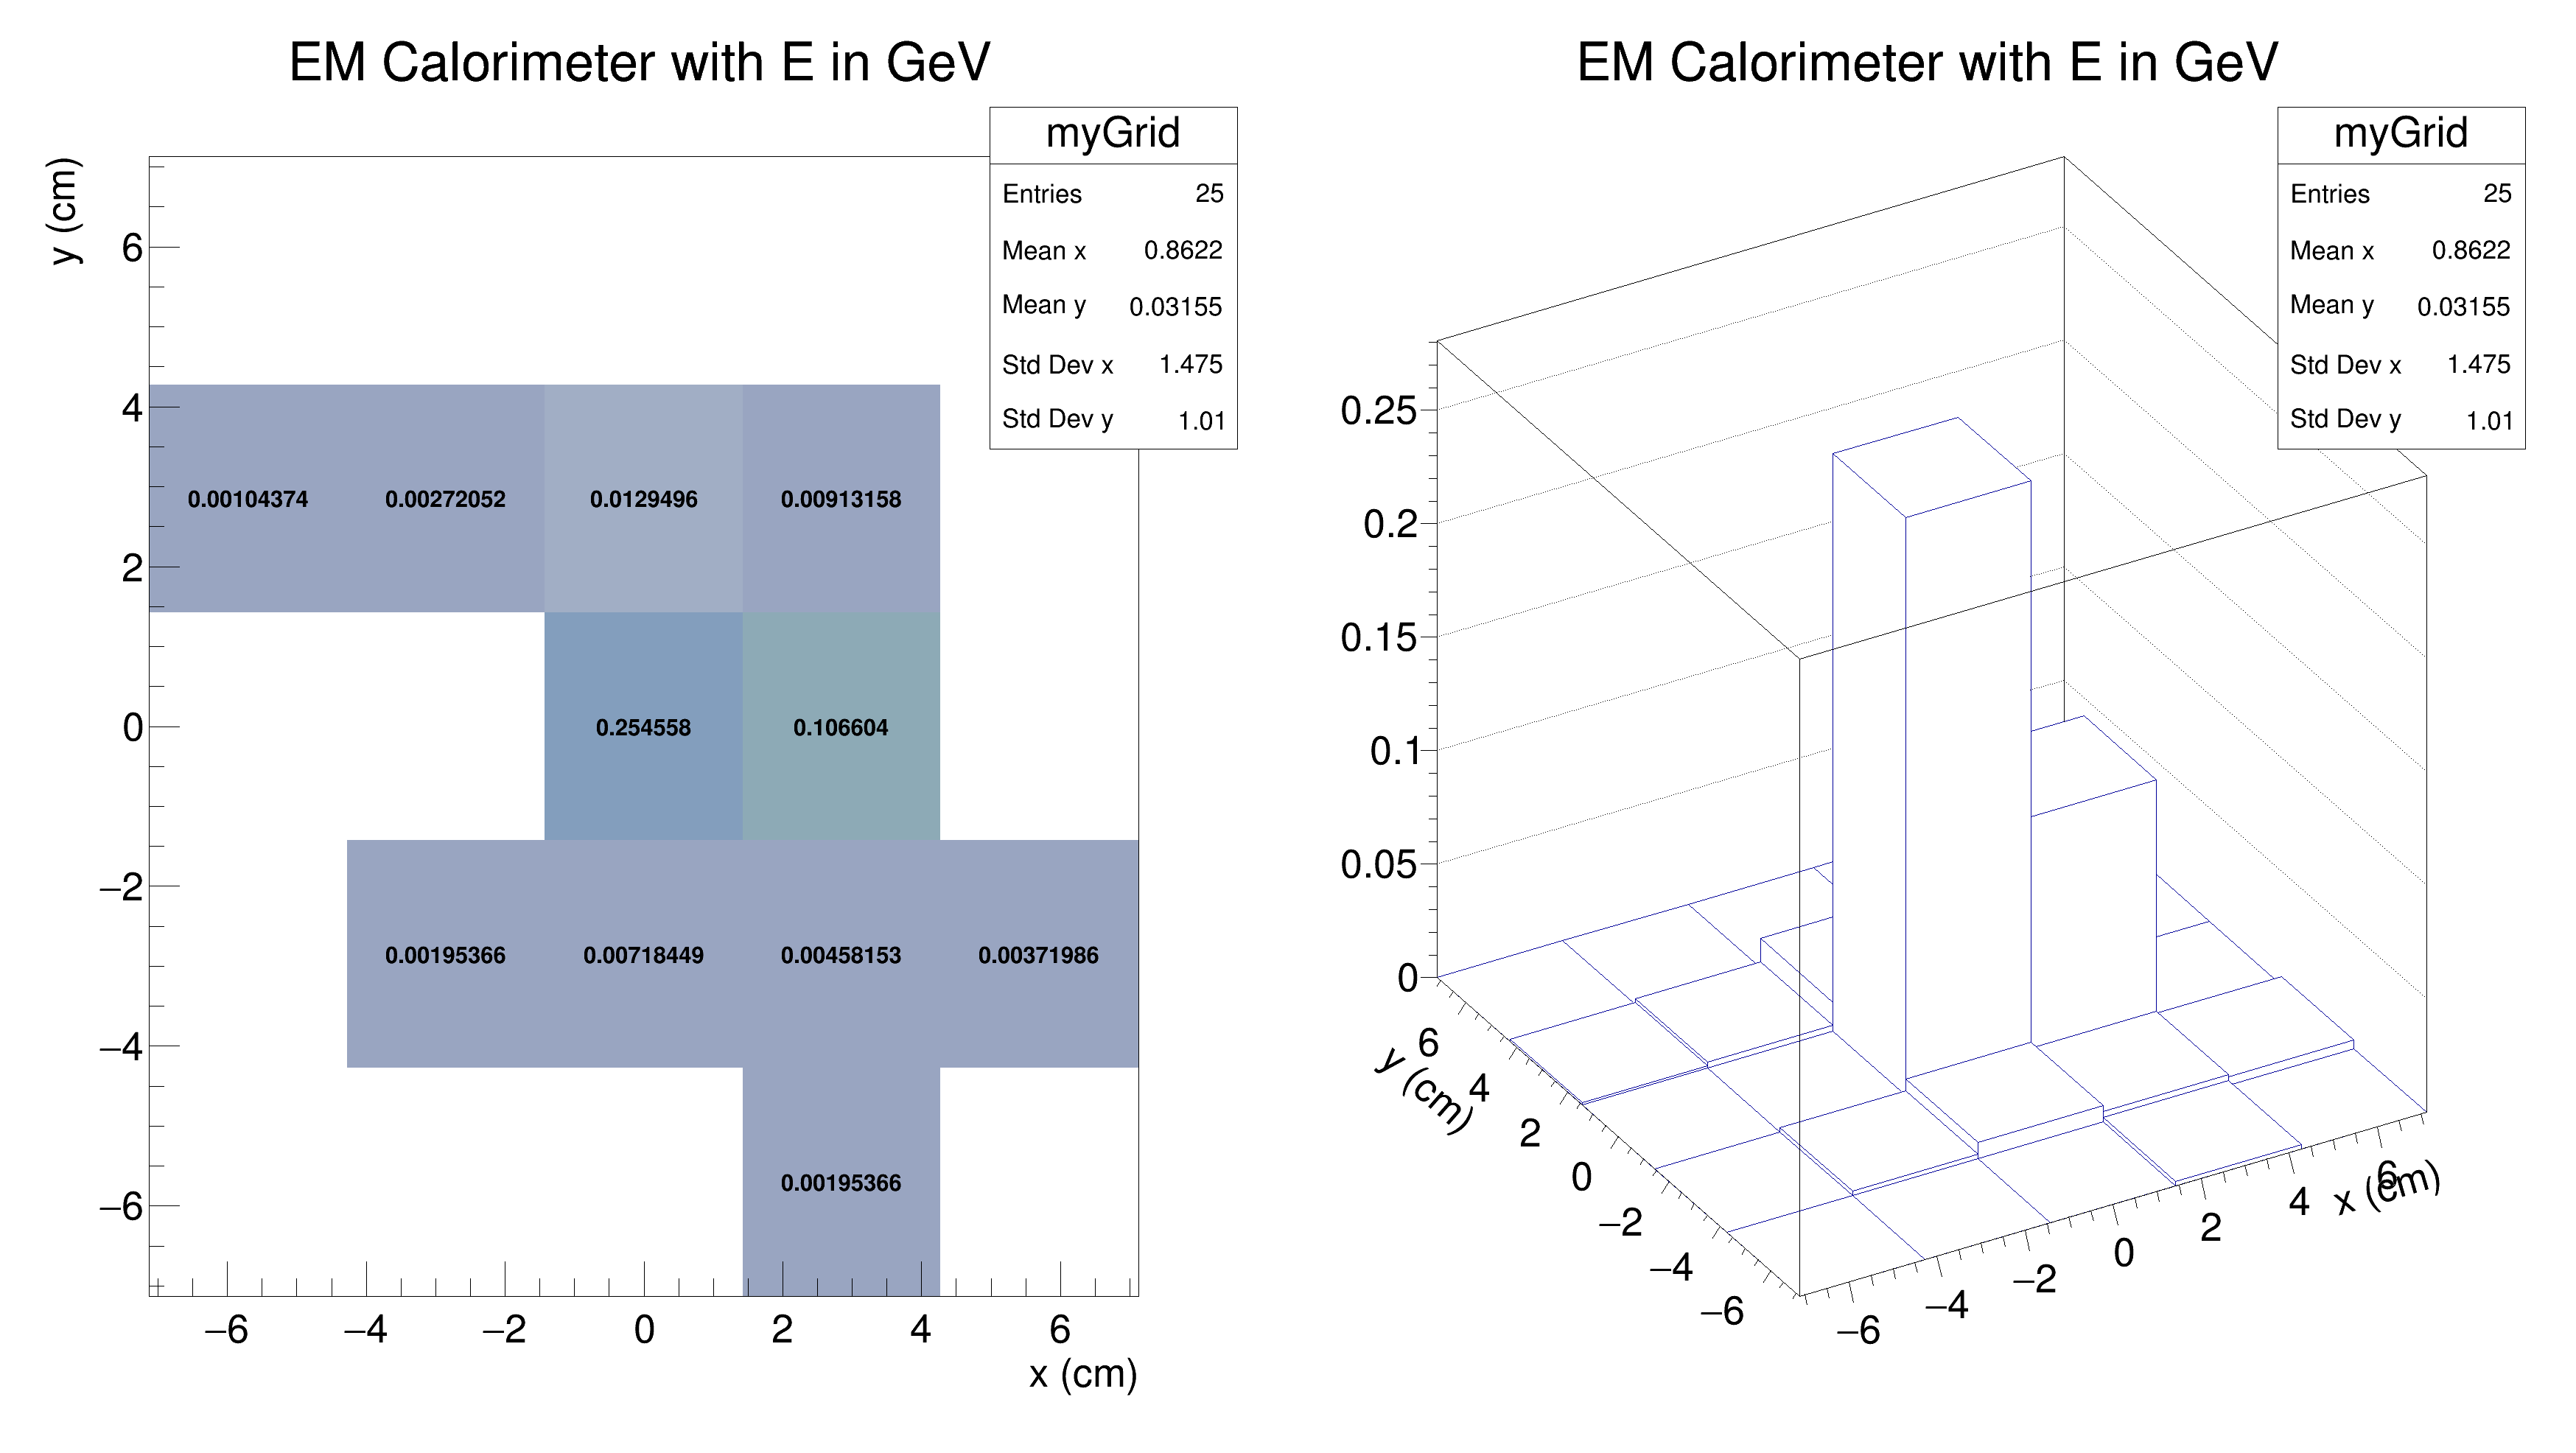 EM Calorimeter with E in GeV
myGrid
Entries 25
Mean x 0.8622
Mean y 0.03155
Std Dev x 1.475
Std Dev y 1.01
y (cm)
6
4
2
0
−2
−4
−6
0.00104374 0.00272052 0.0129496 0.00913158
0.254558 0.106604
0.00195366 0.00718449 0.00458153 0.00371986
0.00195366
−6 −4 −2 0 2 4 6
x (cm)
EM Calorimeter with E in GeV
myGrid
Entries 25
Mean x 0.8622
Mean y 0.03155
Std Dev x 1.475
Std Dev y 1.01
0.25
0.2
0.15
0.1
0.05
0
y (cm)
6
4
2
0
−2
−4
−6
−6 −4 −2 0 2 4 6
x (cm)